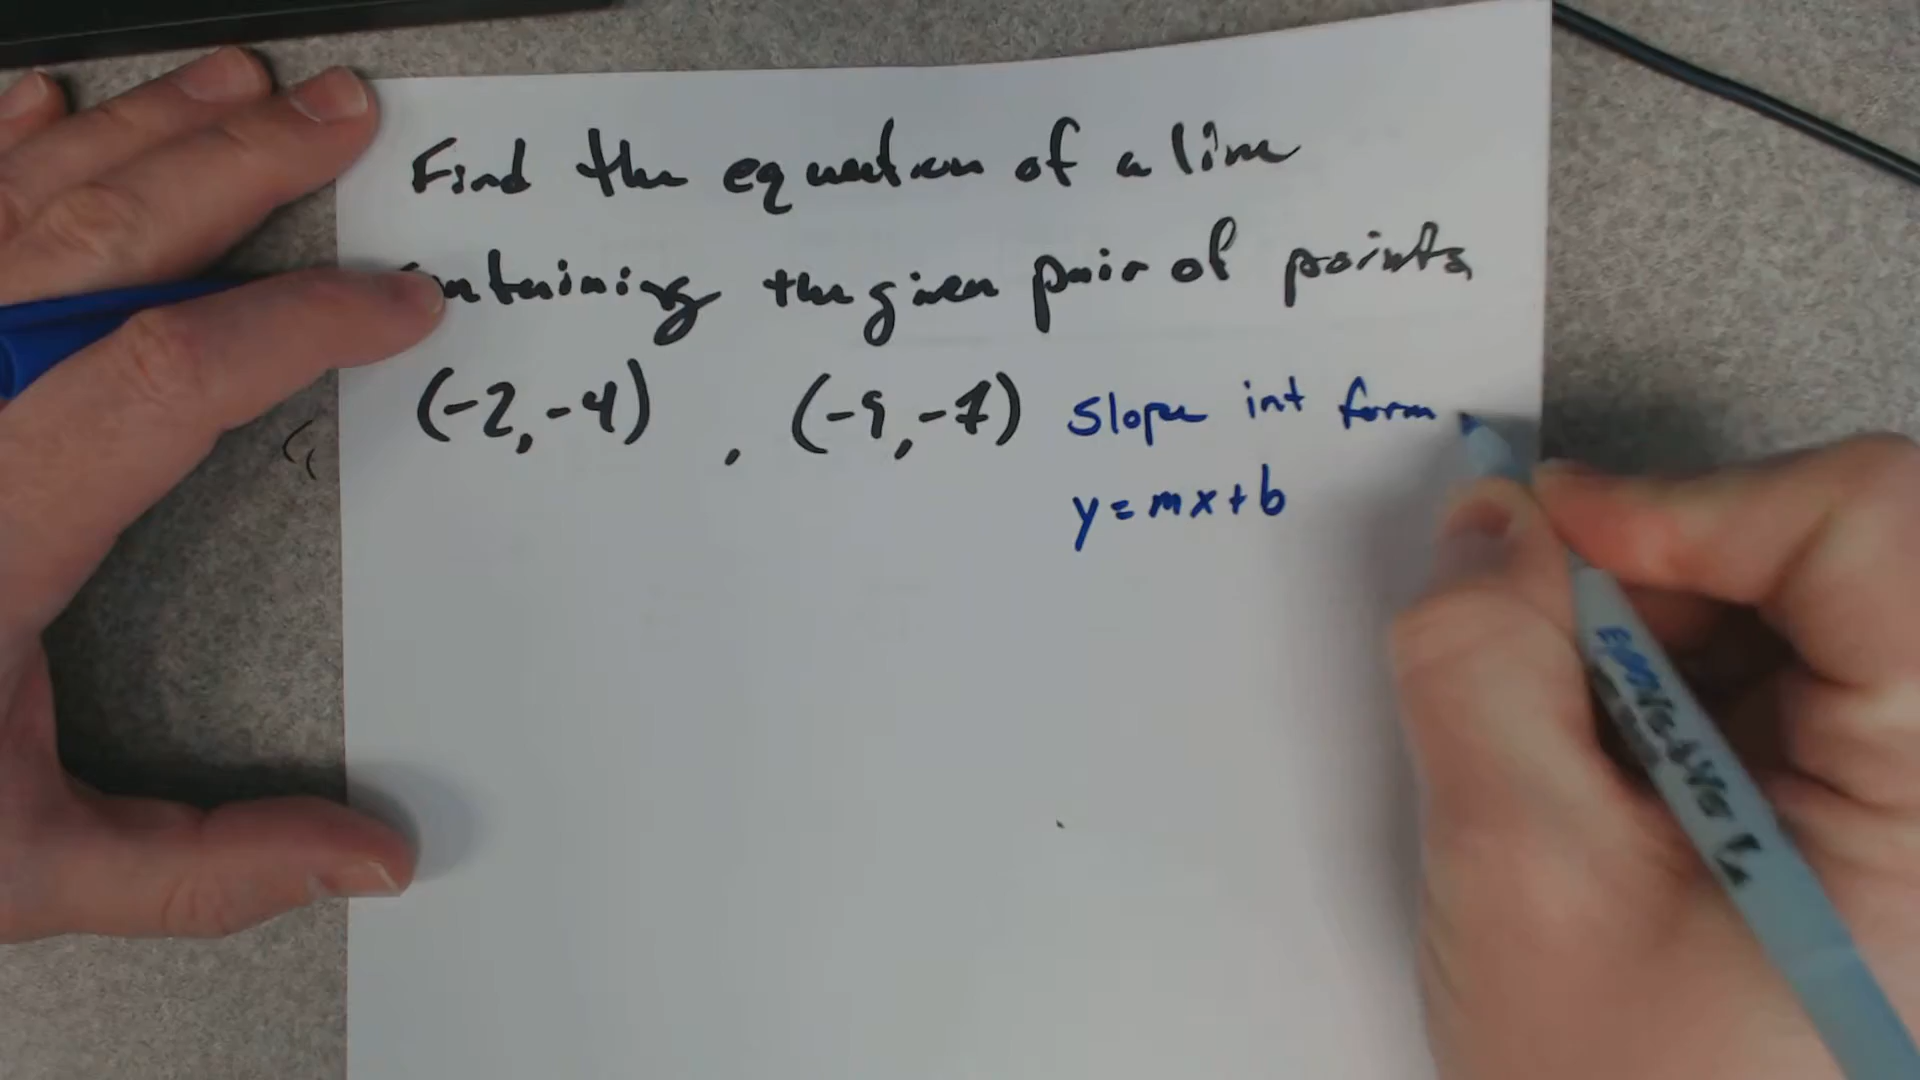 Find the equation of a line
containing the given pair of points
(-2,-4) , (-9,-7) Slope int form
y=mx+b